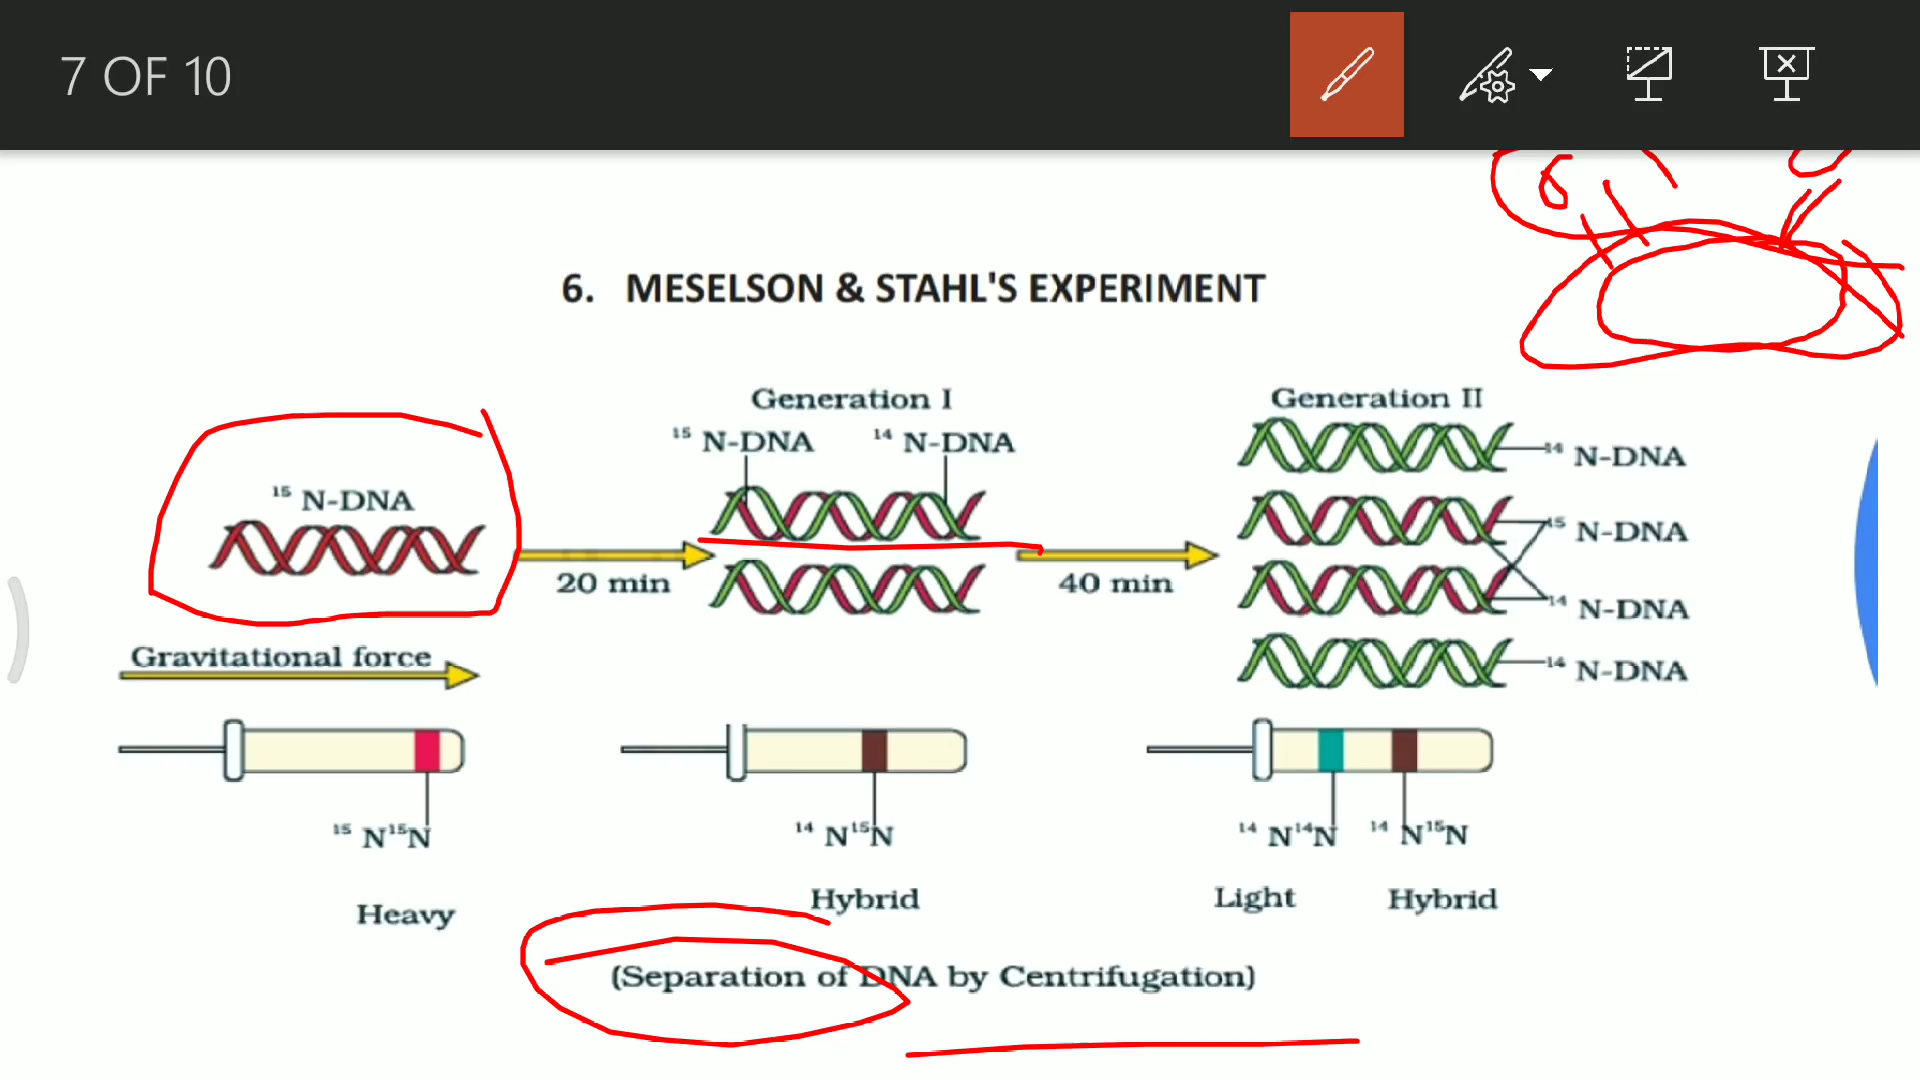 7 OF 10
6. MESELSON & STAHL'S EXPERIMENT
Generation I
Generation II
¹⁵ N-DNA
¹⁴ N-DNA
¹⁴ N-DNA
¹⁵ N-DNA
¹⁵ N-DNA
20 min
40 min
¹⁴ N-DNA
Gravitational force
¹⁴ N-DNA
¹⁵ N¹⁵N
¹⁴ N¹⁵N
¹⁴ N¹⁴N
¹⁴ N¹⁵N
Heavy
Hybrid
Light
Hybrid
(Separation of DNA by Centrifugation)